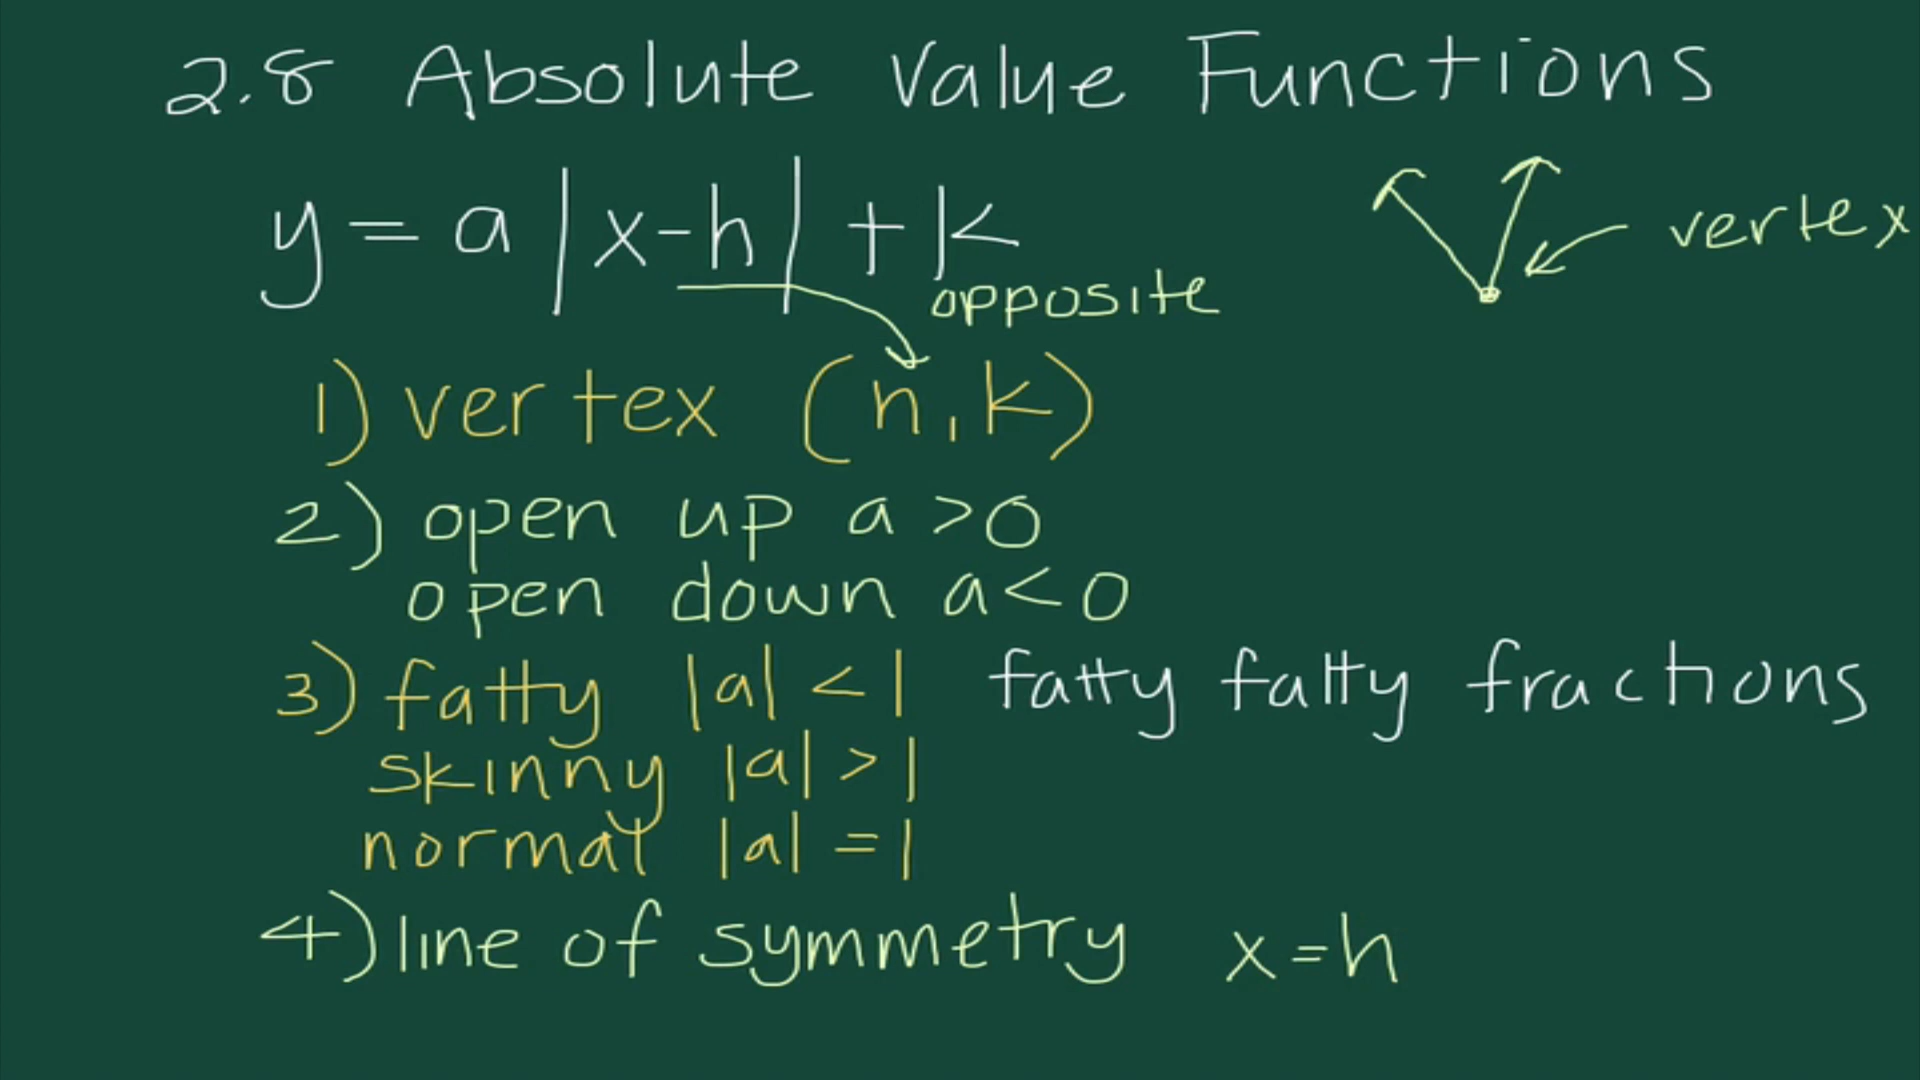 2.8 Absolute Value Functions
y = a |x-h| + k
vertex
opposite
1) vertex (h,k)
2) open up a >0
open down a<0
3) fatty |a| < 1 fatty fatty fractions
skinny |a| > 1
normal |a| = 1
4) line of symmetry x=h